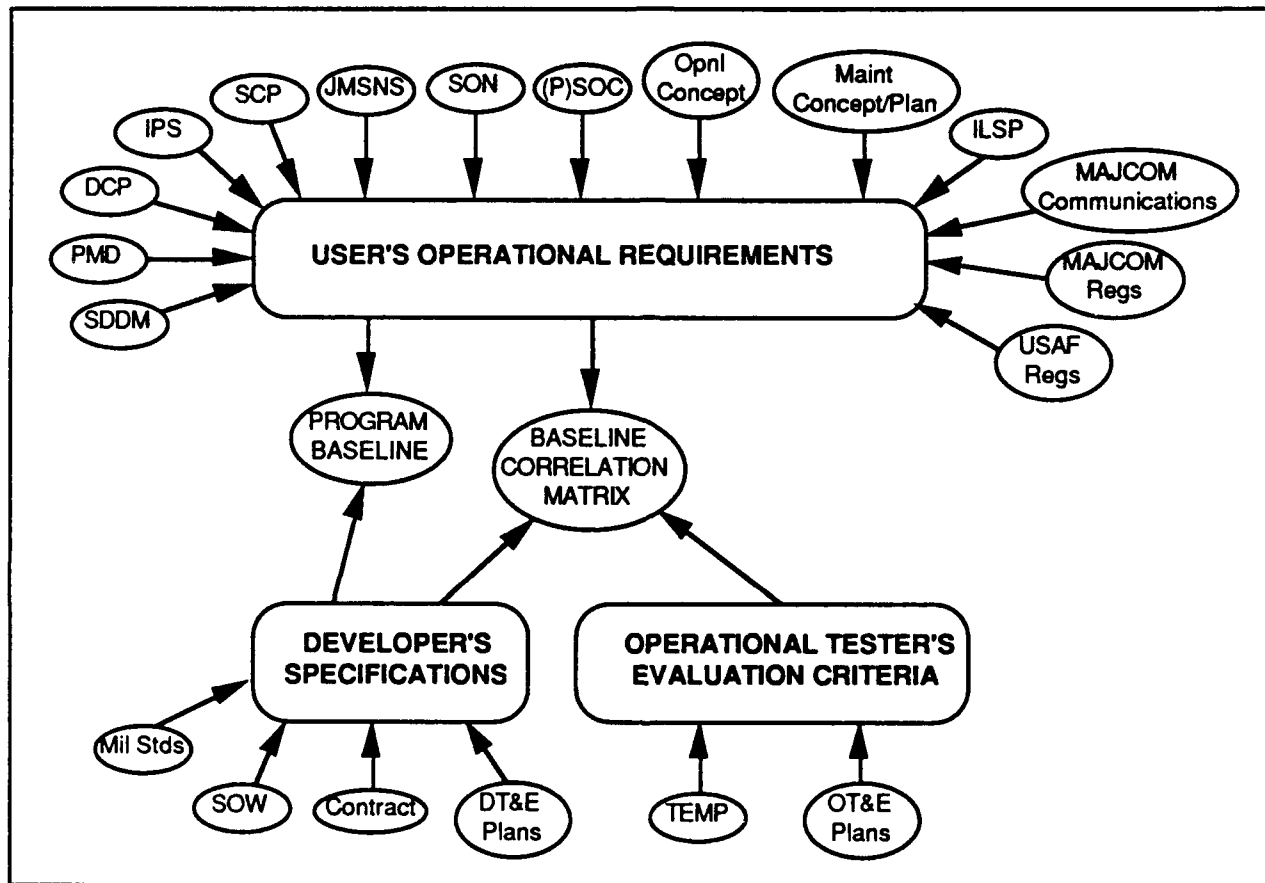 SCP
JMSNS
SON
(P)SOC
Opnl
Concept
Maint
Concept/Plan
IPS
ILSP
DCP
MAJCOM
Communications
PMD
MAJCOM
Regs
SDDM
USAF
Regs
USER'S OPERATIONAL REQUIREMENTS
PROGRAM
BASELINE
BASELINE
CORRELATION
MATRIX
DEVELOPER'S
SPECIFICATIONS
OPERATIONAL TESTER'S
EVALUATION CRITERIA
Mil Stds
SOW
Contract
DT&E
Plans
TEMP
OT&E
Plans